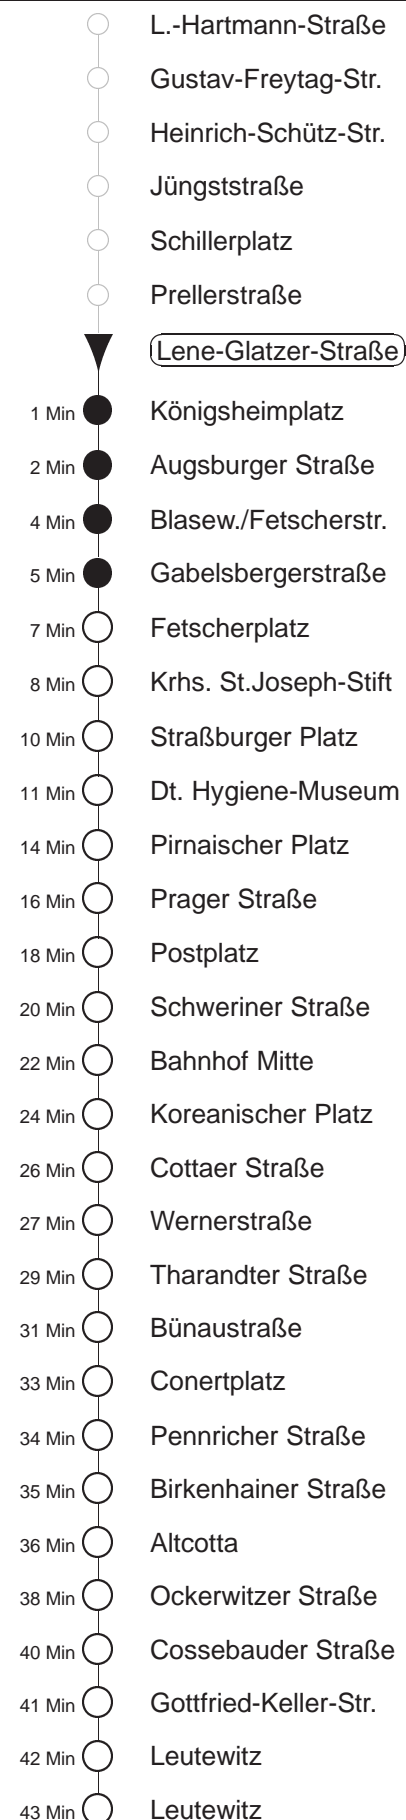 L.-Hartmann-Straße
Gustav-Freytag-Str.
Heinrich-Schütz-Str.
Jüngststraße
Schillerplatz
Prellerstraße
Lene-Glatzer-Straße
1 Min Königsheimplatz
2 Min Augsburger Straße
4 Min Blasew./Fetscherstr.
5 Min Gabelsbergerstraße
7 Min Fetscherplatz
8 Min Krhs. St.Joseph-Stift
10 Min Straßburger Platz
11 Min Dt. Hygiene-Museum
14 Min Pirnaischer Platz
16 Min Prager Straße
18 Min Postplatz
20 Min Schweriner Straße
22 Min Bahnhof Mitte
24 Min Koreanischer Platz
26 Min Cottaer Straße
27 Min Wernerstraße
29 Min Tharandter Straße
31 Min Bünaustraße
33 Min Conertplatz
34 Min Pennricher Straße
35 Min Birkenhainer Straße
36 Min Altcotta
38 Min Ockerwitzer Straße
40 Min Cossebauder Straße
41 Min Gottfried-Keller-Str.
42 Min Leutewitz
43 Min Leutewitz